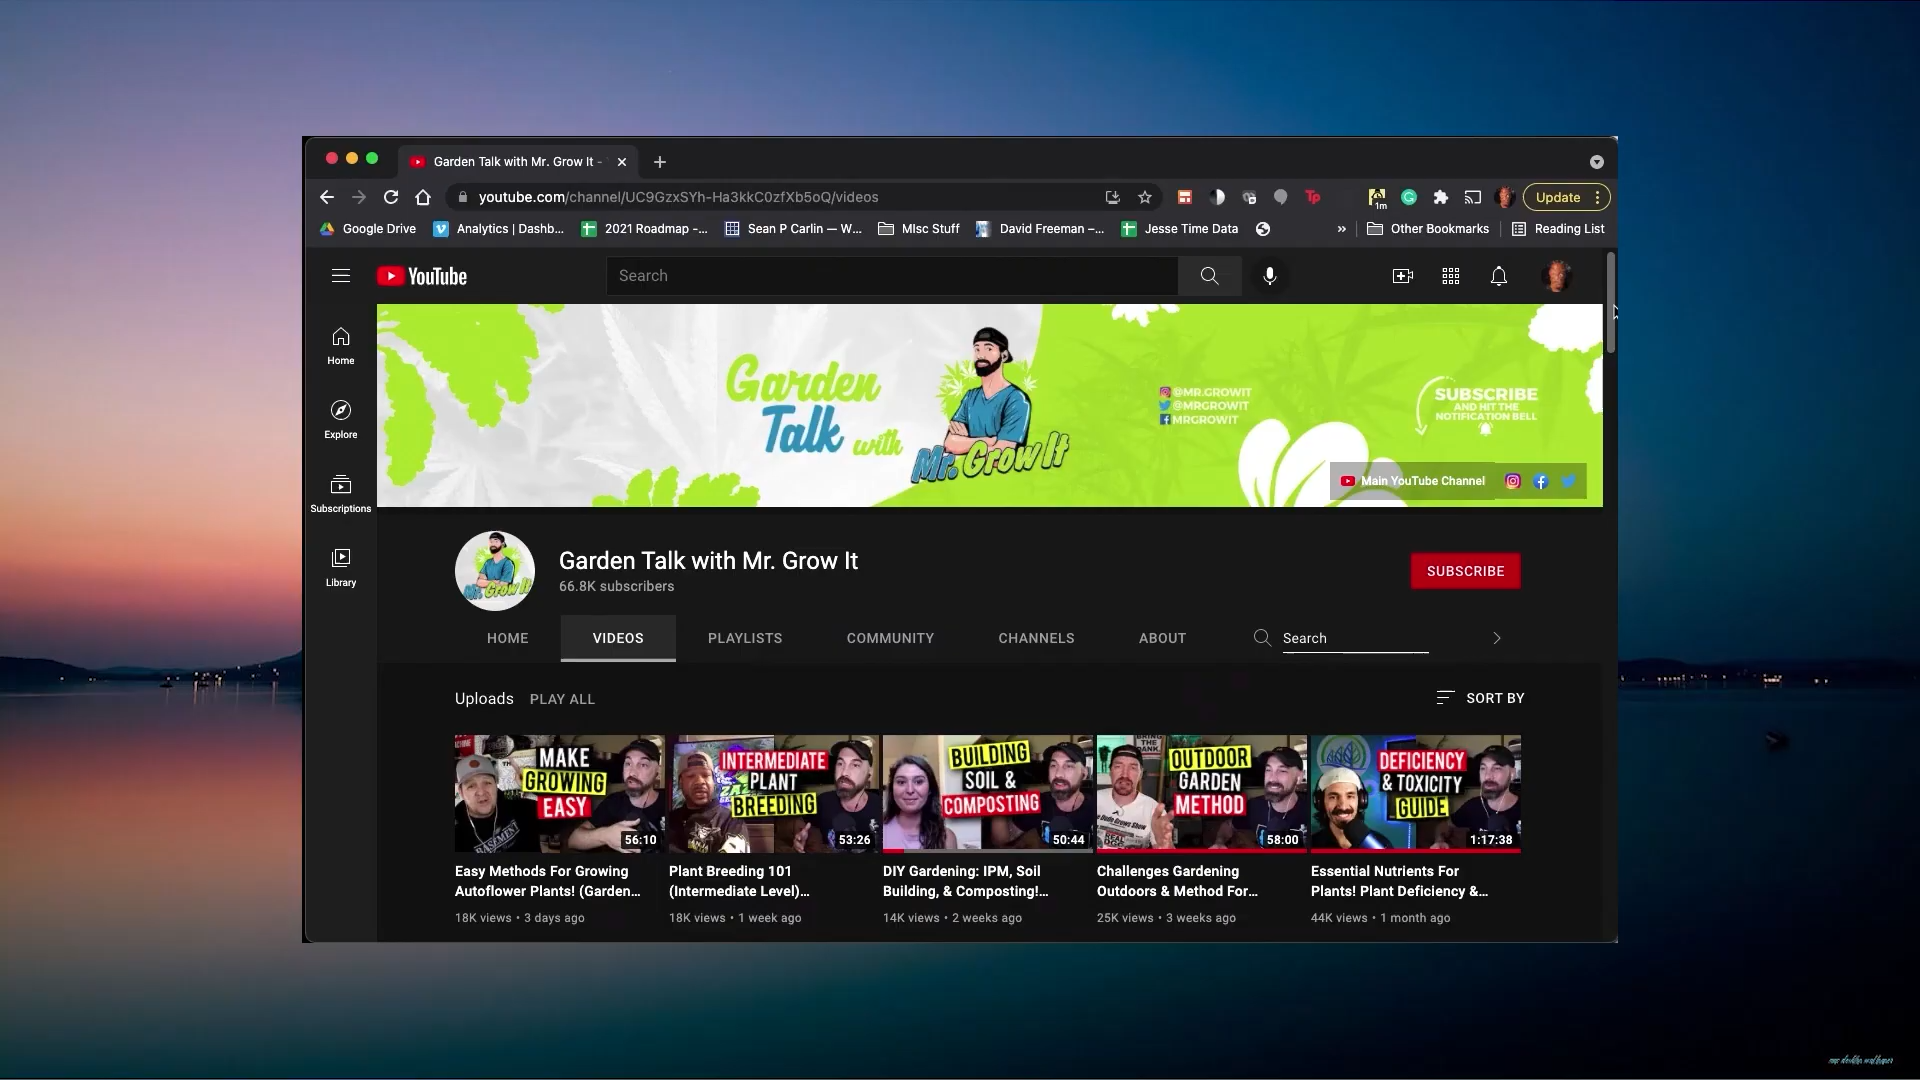 Garden Talk with Mr. Grow It -
youtube.com/channel/UC9GzxSYh-Ha3kkC0zfXb5oQ/videos
Tp
1m
Update
Google Drive
Analytics | Dashb...
2021 Roadmap -...
Sean P Carlin — W...
MIsc Stuff
David Freeman –...
Jesse Time Data
»
Other Bookmarks
Reading List
YouTube
Search
Home
Explore
Subscriptions
Library
Garden
Talk with
Mr. Grow It
@MR.GROWIT
@MRGROWIT
MRGROWIT
SUBSCRIBE
AND HIT THE
NOTIFICATION BELL
Main YouTube Channel
Mr. Grow It
Garden Talk with Mr. Grow It
66.8K subscribers
SUBSCRIBE
HOME
VIDEOS
PLAYLISTS
COMMUNITY
CHANNELS
ABOUT
Search
Uploads
PLAY ALL
SORT BY
MAKE
GROWING
EASY
BASEMENT
56:10
INTERMEDIATE
PLANT
BREEDING
53:26
BUILDING
SOIL &
COMPOSTING
50:44
OUTDOOR
GARDEN
METHOD
58:00
DEFICIENCY
& TOXICITY
GUIDE
1:17:38
Easy Methods For Growing
Autoflower Plants! (Garden...
18K views • 3 days ago
Plant Breeding 101
(Intermediate Level)...
18K views • 1 week ago
DIY Gardening: IPM, Soil
Building, & Composting!...
14K views • 2 weeks ago
Challenges Gardening
Outdoors & Method For...
25K views • 3 weeks ago
Essential Nutrients For
Plants! Plant Deficiency &...
44K views • 1 month ago